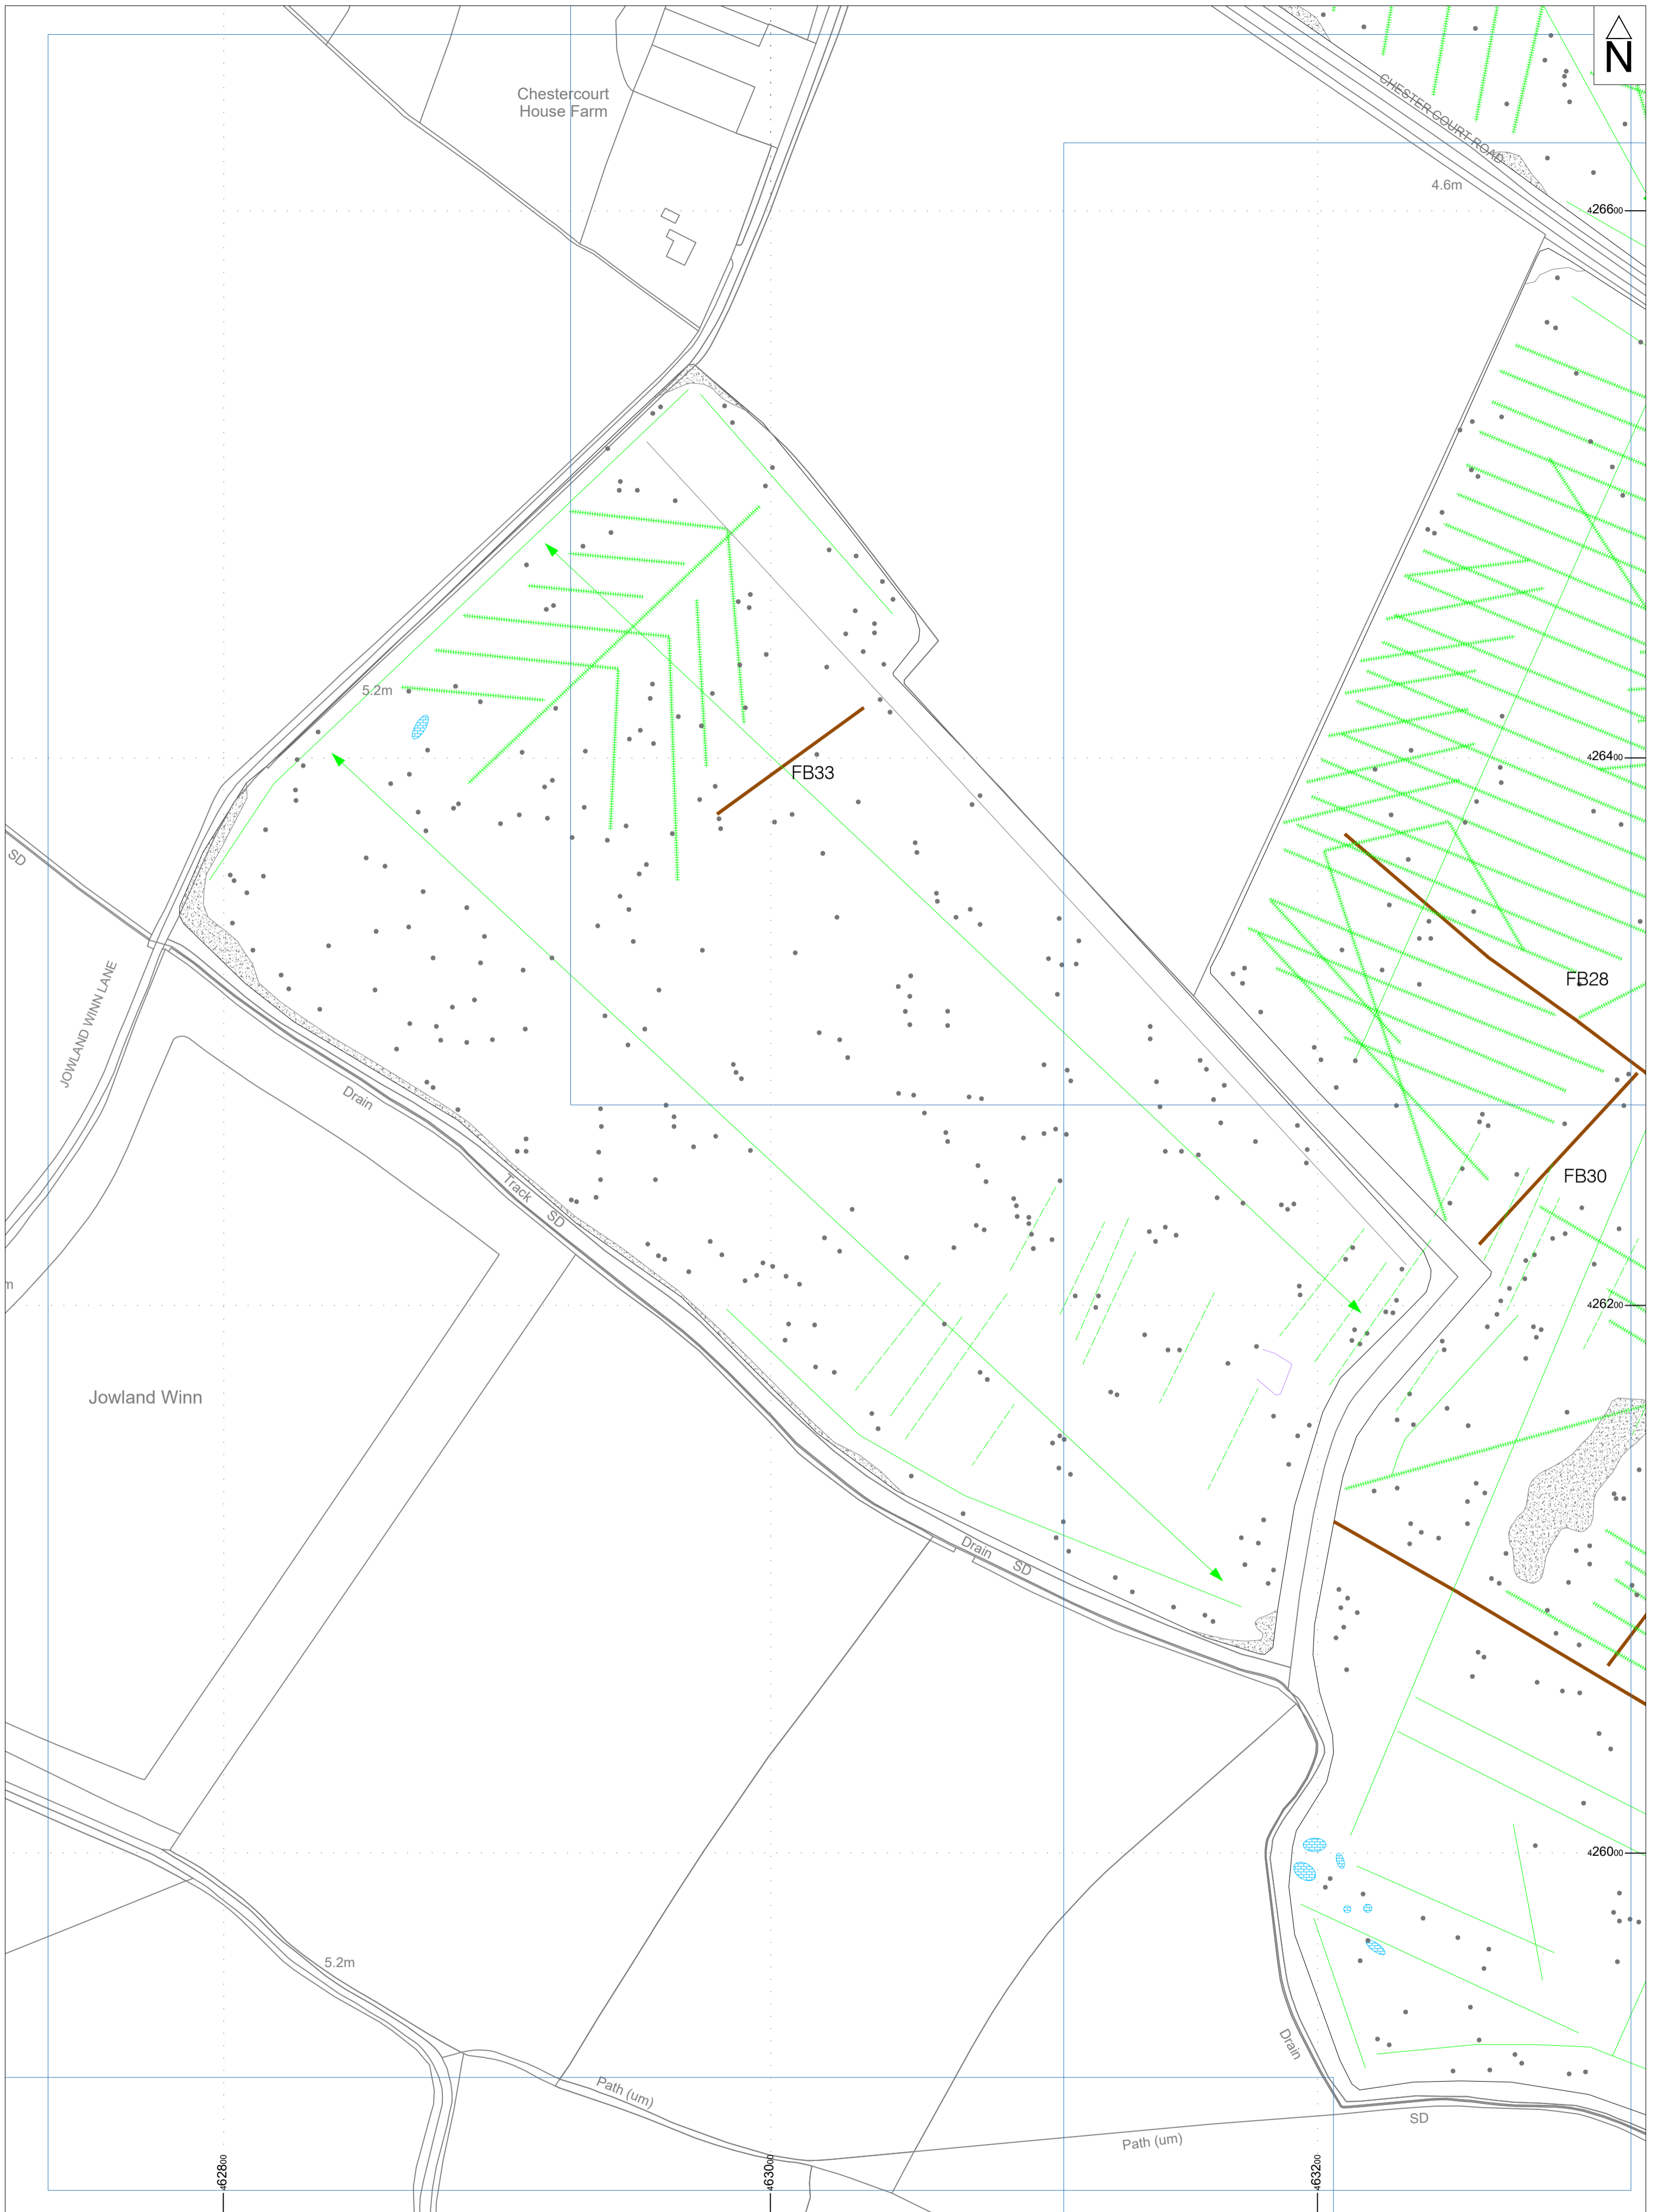 N
Chestercourt
House Farm
CHESTER COURT ROAD
4.6m
426600
5.2m
FB33
426400
SD
JOWLAND WINN LANE
FB28
Drain
Track
SD
FB30
m
426200
Jowland Winn
Drain
SD
426000
5.2m
Drain
Path (um)
SD
Path (um)
462800
463000
463200